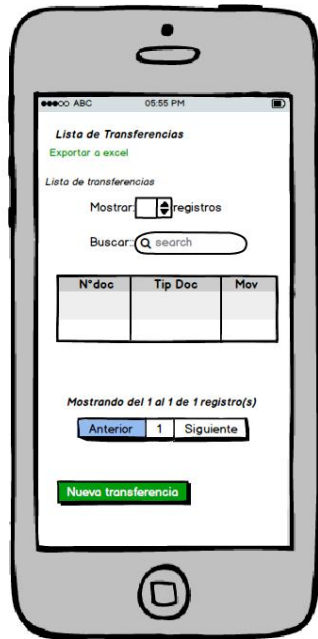 ABC 05:55 PM
Lista de Transferencias
Exportar a excel
Lista de transferencias
Mostrar: registros
Buscar: search
N°doc Tip Doc Mov
Mostrando del 1 al 1 de 1 registro(s)
Anterior 1 Siguiente
Nueva transferencia